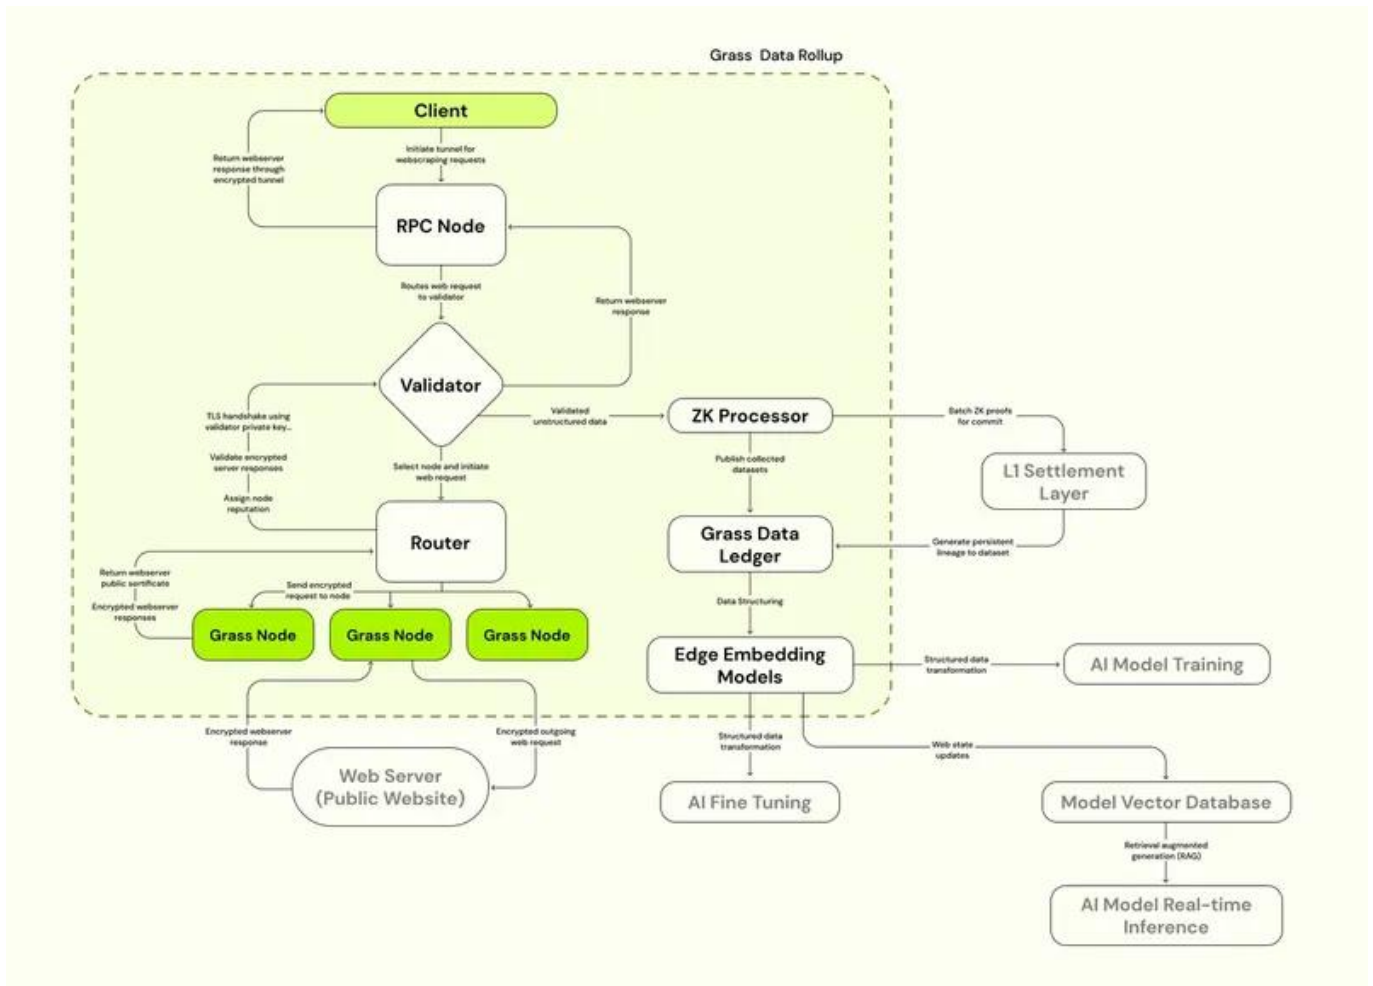 Grass Data Rollup
Client
Initiate tunnel for
webscraping requests
Return webserver
response through
encrypted tunnel
RPC Node
Routes web request
to validator
Return webserver
response
Validator
TLS handshake using
validator private key...
Validate encrypted
server responses
Assign node
reputation
Validated
unstructured data
ZK Processor
Batch ZK proofs
for commit
Select node and initiate
web request
Publish collected
datasets
L1 Settlement
Layer
Router
Grass Data
Ledger
Generate persistent
lineage to dataset
Return webserver
public sertificate
Encrypted webserver
responses
Send encrypted
request to node
Data Structuring
Grass Node
Grass Node
Grass Node
Edge Embedding
Models
Structured data
transformation
AI Model Training
Encrypted webserver
response
Encrypted outgoing
web request
Structured data
transformation
Web state
updates
Web Server
(Public Website)
AI Fine Tuning
Model Vector Database
Retrieval augmented
generation (RAG)
AI Model Real-time
Inference